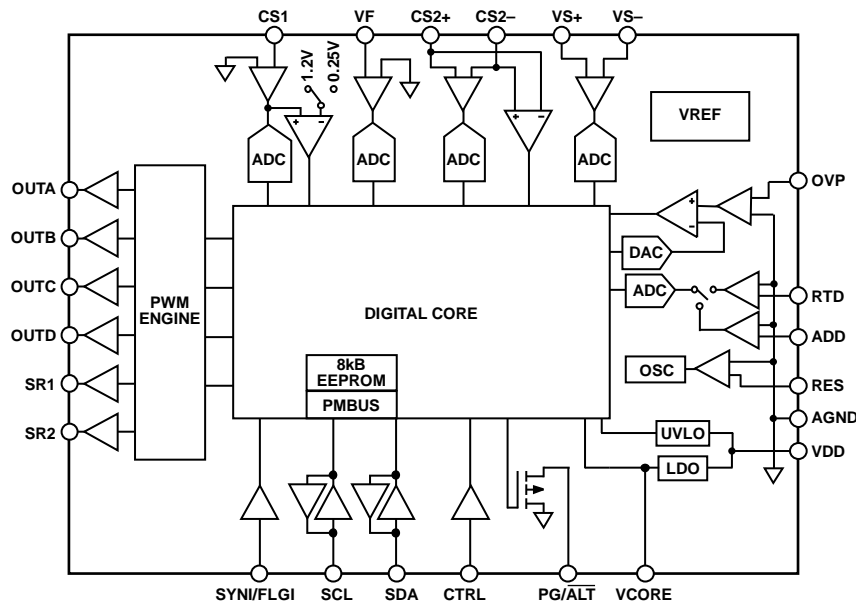 CS1 VF CS2+ CS2– VS+ VS–
1.2V
0.25V
VREF
+ –
+ –
ADC ADC ADC ADC
OVP
OUTA
+
–
OUTB
DAC
OUTC
PWM ENGINE
DIGITAL CORE
ADC
RTD
OUTD
ADD
8kB EEPROM
OSC
SR1
PMBUS
RES
AGND
SR2
UVLO
VDD
LDO
SYNI/FLGI SCL SDA CTRL PG/ALT VCORE